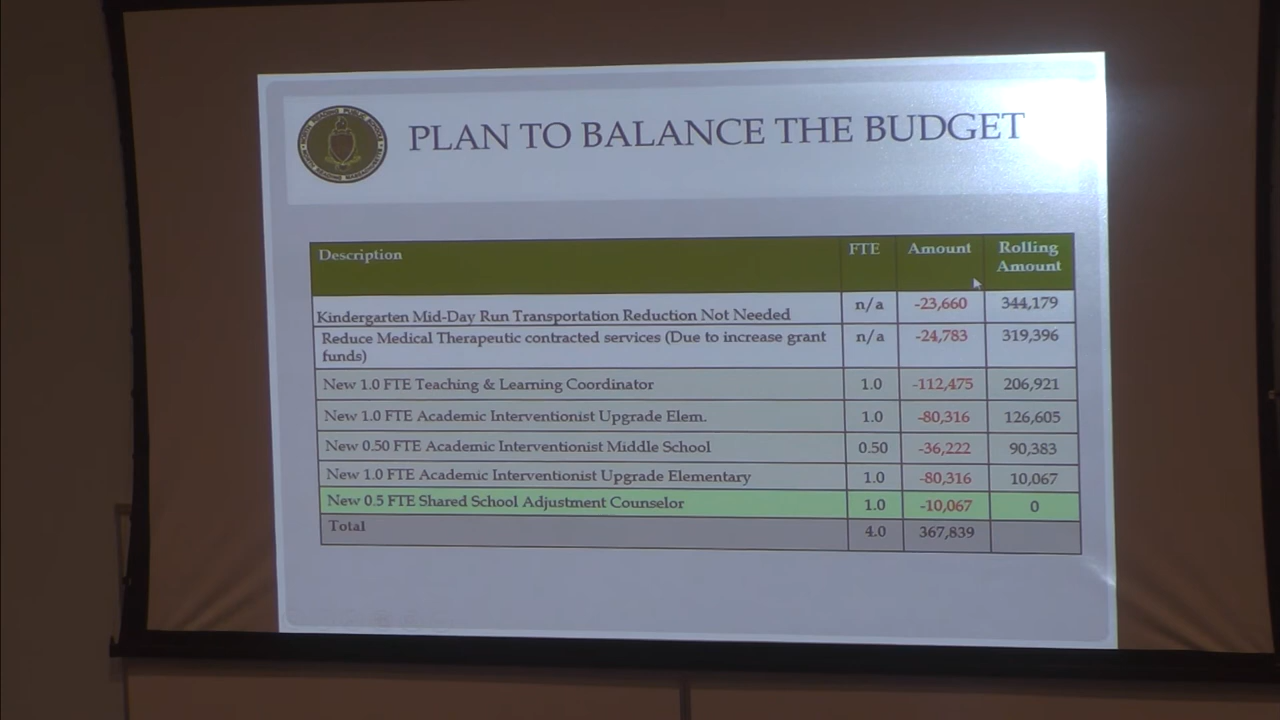 PLAN TO BALANCE THE BUDGET
Description FTE Amount Rolling Amount
Kindergarten Mid-Day Run Transportation Reduction Not Needed n/a -23,660 344,179
Reduce Medical Therapeutic contracted services (Due to increase grant funds) n/a -24,783 319,396
New 1.0 FTE Teaching & Learning Coordinator 1.0 -112,475 206,921
New 1.0 FTE Academic Interventionist Upgrade Elem. 1.0 -80,316 126,605
New 0.50 FTE Academic Interventionist Middle School 0.50 -36,222 90,383
New 1.0 FTE Academic Interventionist Upgrade Elementary 1.0 -80,316 10,067
New 0.5 FTE Shared School Adjustment Counselor 1.0 -10,067 0
Total 4.0 367,839